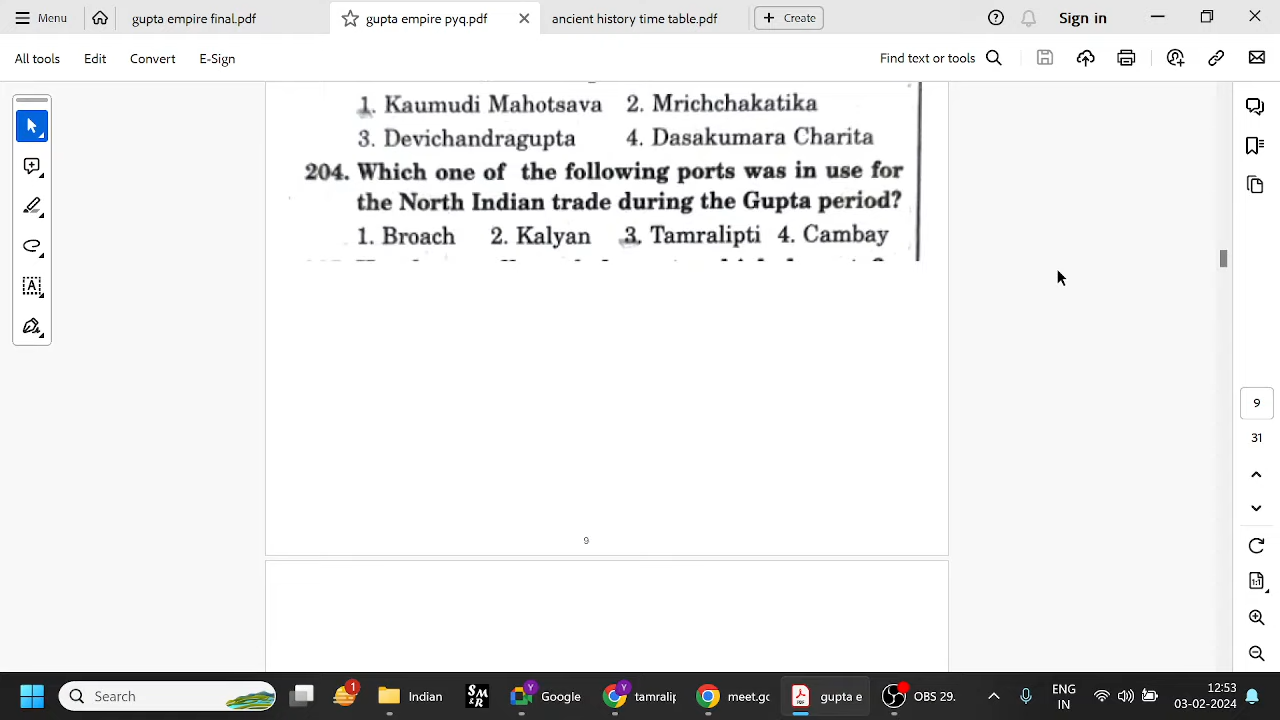 Menu
gupta empire final.pdf
gupta empire pyq.pdf
ancient history time table.pdf
Create
Sign in
All tools
Edit
Convert
E-Sign
Find text or tools
1. Kaumudi Mahotsava 2. Mrichchakatika
3. Devichandragupta 4. Dasakumara Charita
204. Which one of the following ports was in use for
the North Indian trade during the Gupta period?
1. Broach 2. Kalyan 3. Tamralipti 4. Cambay
9
9
31
Search
1
Indian
Google
tamralip
meet.go
gupta e
OBS 29
ENG
IN
12:53
03-02-2024